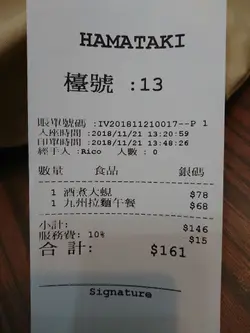 HAMATAKI
檯號 :13
賬單號碼 :IV201811210017--P 1
入座時間 :2018/11/21 13:20:59
印單時間 :2018/11/21 13:48:26
經手人 :Rico 人數 : 0
數量 食品 銀碼
1 酒煮大蜆 $78
1 九州拉麵午餐 $68
小計: $146
服務費: 10% $15
合計: $161
Signature